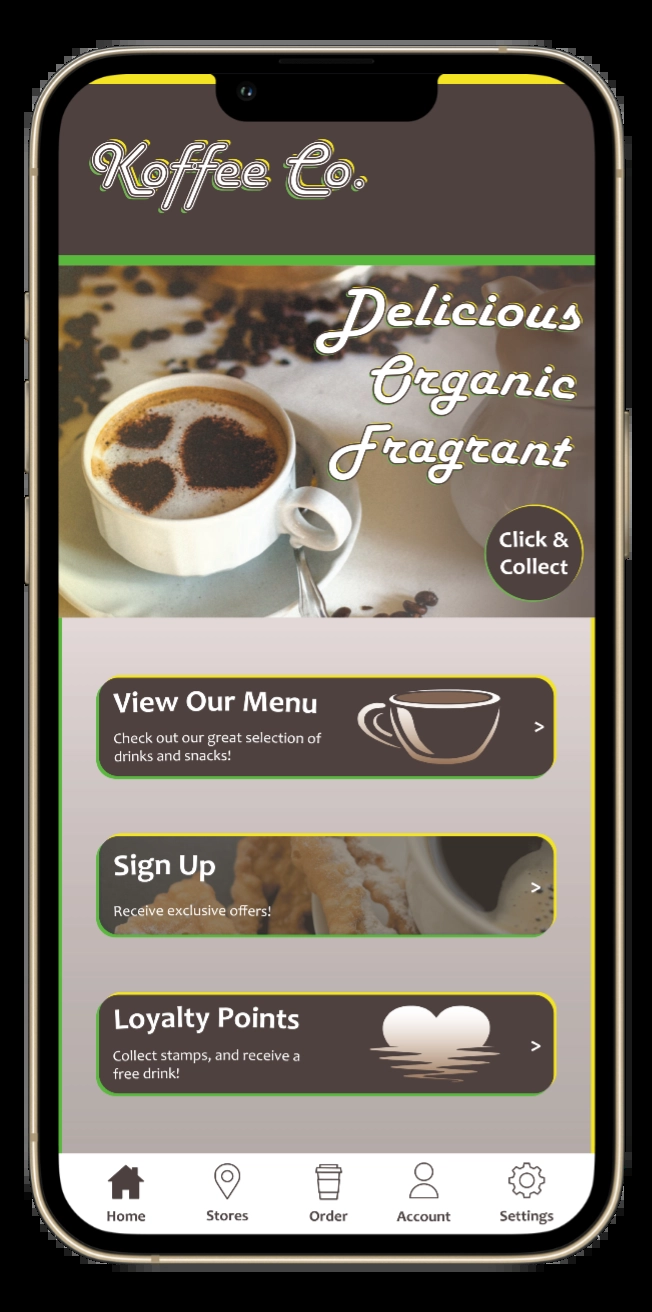 Koffee Co.
Delicious
Organic
Fragrant
Click &
Collect
View Our Menu
Check out our great selection of
drinks and snacks!
>
Sign Up
>
Receive exclusive offers!
Loyalty Points
>
Collect stamps, and receive a
free drink!
Home
Stores
Order
Account
Settings